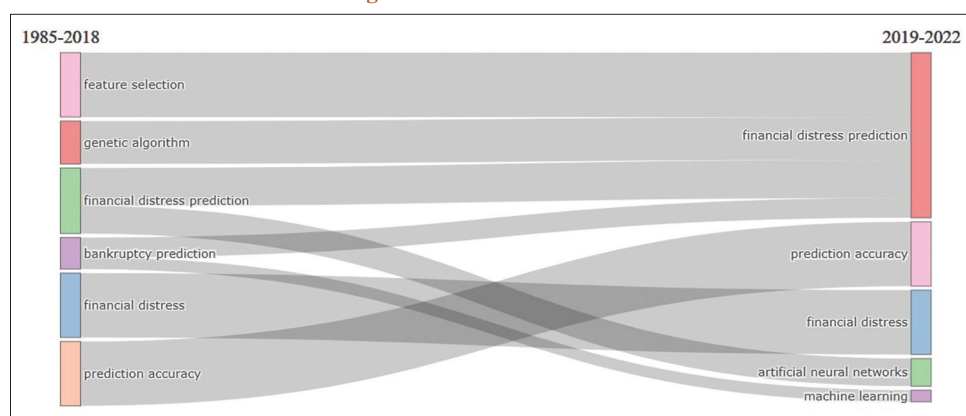 1985-2018
2019-2022
feature selection
genetic algorithm
financial distress prediction
bankruptcy prediction
financial distress
prediction accuracy
financial distress prediction
prediction accuracy
financial distress
artificial neural networks
machine learning